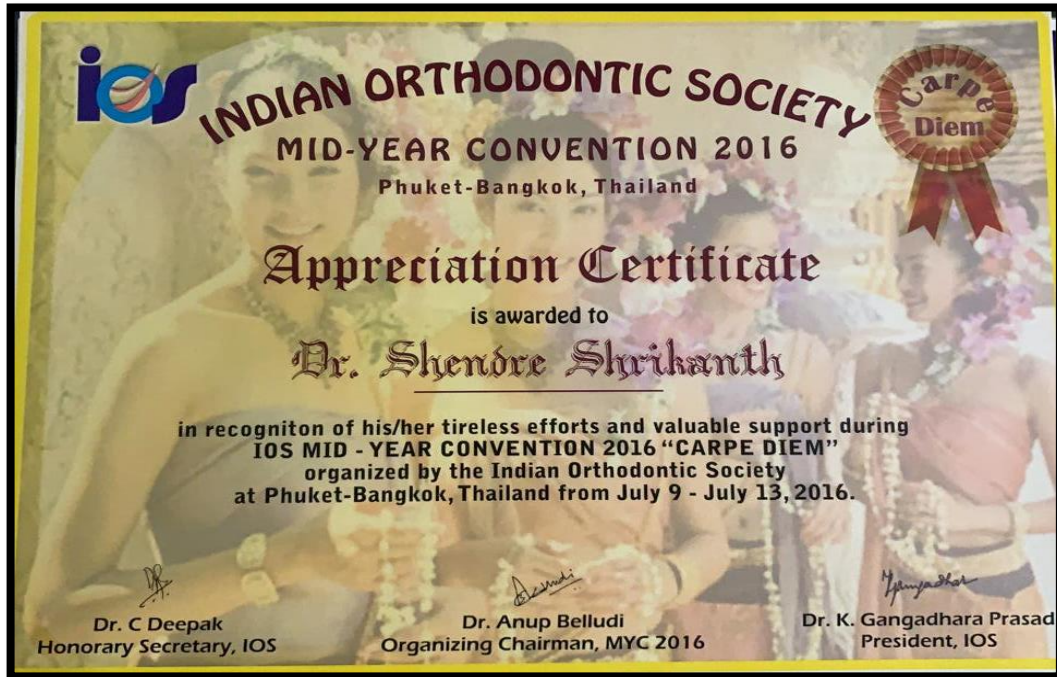 ios
INDIAN ORTHODONTIC SOCIETY
Carpe
Diem
MID-YEAR CONVENTION 2016
Phuket-Bangkok, Thailand
Appreciation Certificate
is awarded to
Dr. Shendre Shrikanth
in recogniton of his/her tireless efforts and valuable support during
IOS MID - YEAR CONVENTION 2016 “CARPE DIEM”
organized by the Indian Orthodontic Society
at Phuket-Bangkok, Thailand from July 9 - July 13, 2016.
Dr. C Deepak
Honorary Secretary, IOS
Dr. Anup Belludi
Organizing Chairman, MYC 2016
Dr. K. Gangadhara Prasad
President, IOS